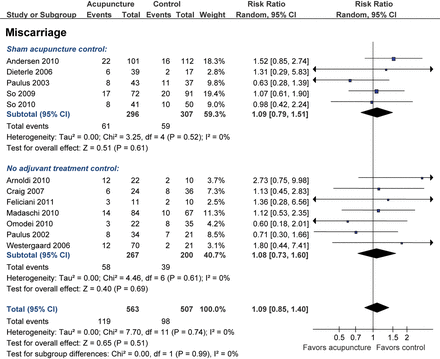 Acupuncture Control Risk Ratio Risk Ratio
Study or Subgroup Events Total Events Total Weight Random, 95% CI Random, 95% CI
Miscarriage
Sham acupuncture control:
Andersen 2010 22 101 16 112 18.3% 1.52 [0.85, 2.74]
Dieterle 2006 6 39 2 17 3.0% 1.31 [0.29, 5.83]
Paulus 2003 8 43 11 37 9.8% 0.63 [0.28, 1.39]
So 2009 17 72 20 91 18.7% 1.07 [0.61, 1.90]
So 2010 8 41 10 50 9.4% 0.98 [0.42, 2.24]
Subtotal (95% CI) 296 307 59.3% 1.09 [0.79, 1.51]
Total events 61 59
Heterogeneity: Tau² = 0.00; Chi² = 3.25, df = 4 (P = 0.52); I² = 0%
Test for overall effect: Z = 0.51 (P = 0.61)
No adjuvant treatment control:
Arnoldi 2010 12 22 2 10 4.0% 2.73 [0.75, 9.98]
Craig 2007 6 24 8 36 7.4% 1.13 [0.45, 2.83]
Feliciani 2011 3 11 2 10 2.7% 1.36 [0.28, 6.56]
Madaschi 2010 14 84 10 67 11.6% 1.12 [0.53, 2.35]
Omodei 2010 3 22 8 35 4.5% 0.60 [0.18, 2.01]
Paulus 2002 8 34 7 21 8.8% 0.71 [0.30, 1.66]
Westergaard 2006 12 70 2 21 3.4% 1.80 [0.44, 7.41]
Subtotal (95% CI) 267 200 40.7% 1.08 [0.73, 1.60]
Total events 58 39
Heterogeneity: Tau² = 0.00; Chi² = 4.46, df = 6 (P = 0.61); I² = 0%
Test for overall effect: Z = 0.40 (P = 0.69)
Total (95% CI) 563 507 100.0% 1.09 [0.85, 1.40]
Total events 119 98
Heterogeneity: Tau² = 0.00; Chi² = 7.70, df = 11 (P = 0.74); I² = 0%
Test for overall effect: Z = 0.65 (P = 0.51)
Test for subgroup differences: Chi² = 0.00, df = 1 (P = 0.99), I² = 0%
0.5 0.7 1 1.5 2
Favors acupuncture Favors control